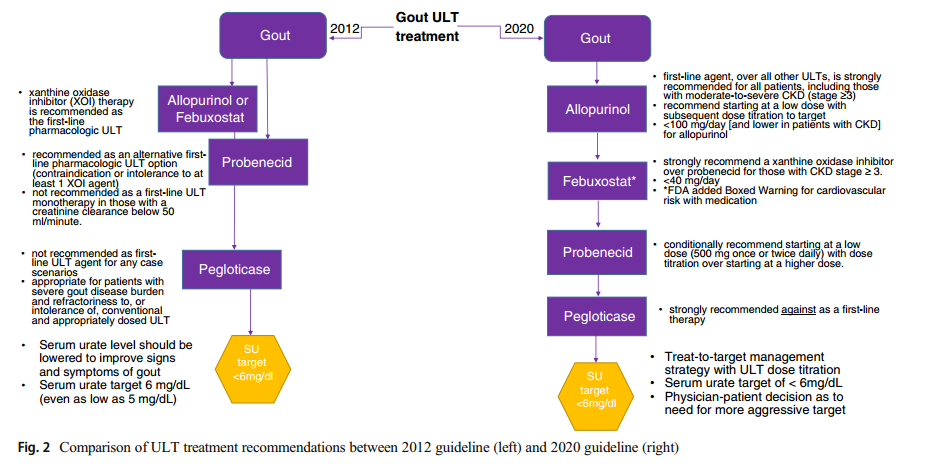 Gout ULT
treatment
2012
2020
Gout
Allopurinol or
Febuxostat
Probenecid
Pegloticase
SU
target
<6mg/dl
• xanthine oxidase
inhibitor (XOI) therapy
is recommended as
the first-line
pharmacologic ULT
• recommended as an alternative first-
line pharmacologic ULT option
(contraindication or intolerance to at
least 1 XOI agent)
• not recommended as a first-line ULT
monotherapy in those with a
creatinine clearance below 50
ml/minute.
• not recommended as first-
line ULT agent for any case
scenarios
• appropriate for patients with
severe gout disease burden
and refractoriness to, or
intolerance of, conventional
and appropriately dosed ULT
• Serum urate level should be
lowered to improve signs
and symptoms of gout
• Serum urate target 6 mg/dL
(even as low as 5 mg/dL)
Gout
Allopurinol
Febuxostat*
Probenecid
Pegloticase
SU
target
<6mg/dl
• first-line agent, over all other ULTs, is strongly
recommended for all patients, including those
with moderate-to-severe CKD (stage ≥3)
• recommend starting at a low dose with
subsequent dose titration to target
• <100 mg/day [and lower in patients with CKD]
for allopurinol
• strongly recommend a xanthine oxidase inhibitor
over probenecid for those with CKD stage ≥ 3.
• <40 mg/day
• *FDA added Boxed Warning for cardiovascular
risk with medication
• conditionally recommend starting at a low
dose (500 mg once or twice daily) with dose
titration over starting at a higher dose.
• strongly recommended against as a first-line
therapy
• Treat-to-target management
strategy with ULT dose titration
• Serum urate target of < 6mg/dL
• Physician-patient decision as to
need for more aggressive target
Fig. 2 Comparison of ULT treatment recommendations between 2012 guideline (left) and 2020 guideline (right)